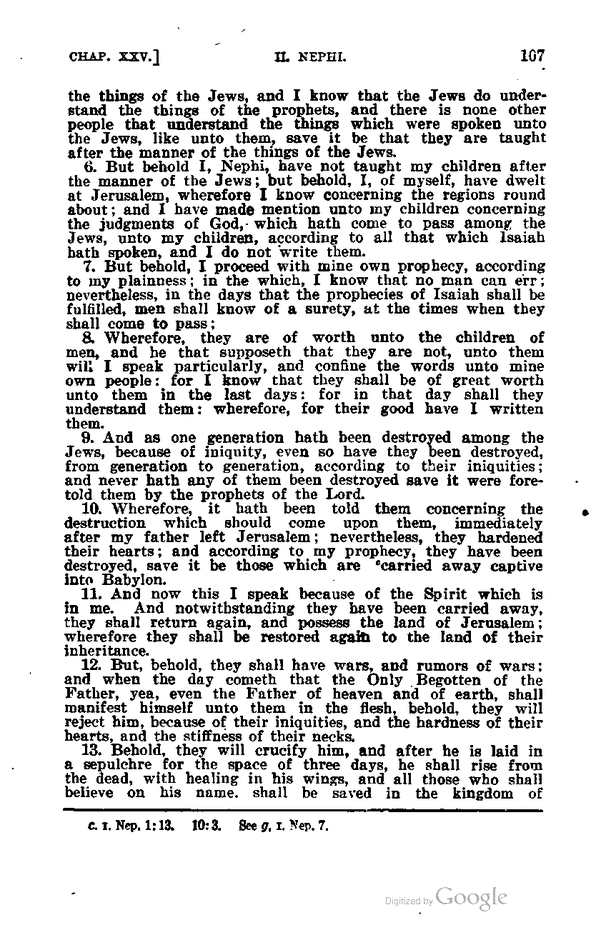 CHAP. XXV.] II. NEPHI. 107
the things of the Jews, and I know that the Jews do under-
stand the things of the prophets, and there is none other
people that understand the things which were spoken unto
the Jews, like unto them, save it be that they are taught
after the manner of the things of the Jews.
6. But behold I, Nephi, have not taught my children after
the manner of the Jews; but behold, I, of myself, have dwelt
at Jerusalem, wherefore I know concerning the regions round
about; and I have made mention unto my children concerning
the judgments of God, which hath come to pass among the
Jews, unto my children, according to all that which Isaiah
hath spoken, and I do not write them.
7. But behold, I proceed with mine own prophecy, according
to my plainness; in the which, I know that no man can err;
nevertheless, in the days that the prophecies of Isaiah shall be
fulfilled, men shall know of a surety, at the times when they
shall come to pass;
8. Wherefore, they are of worth unto the children of
men, and he that supposeth that they are not, unto them
will I speak particularly, and confine the words unto mine
own people: for I know that they shall be of great worth
unto them in the last days: for in that day shall they
understand them: wherefore, for their good have I written
them.
9. And as one generation hath been destroyed among the
Jews, because of iniquity, even so have they been destroyed,
from generation to generation, according to their iniquities;
and never hath any of them been destroyed save it were fore-
told them by the prophets of the Lord.
10. Wherefore, it hath been told them concerning the
destruction which should come upon them, immediately
after my father left Jerusalem; nevertheless, they hardened
their hearts; and according to my prophecy, they have been
destroyed, save it be those which are ᶜcarried away captive
into Babylon.
11. And now this I speak because of the Spirit which is
in me. And notwithstanding they have been carried away,
they shall return again, and possess the land of Jerusalem;
wherefore they shall be restored again to the land of their
inheritance.
12. But, behold, they shall have wars, and rumors of wars;
and when the day cometh that the Only Begotten of the
Father, yea, even the Father of heaven and of earth, shall
manifest himself unto them in the flesh, behold, they will
reject him, because of their iniquities, and the hardness of their
hearts, and the stiffness of their necks.
13. Behold, they will crucify him, and after he is laid in
a sepulchre for the space of three days, he shall rise from
the dead, with healing in his wings, and all those who shall
believe on his name. shall be saved in the kingdom of
c. I. Nep. 1:13. 10:3. See g, I. Nep. 7.
Digitized by Google